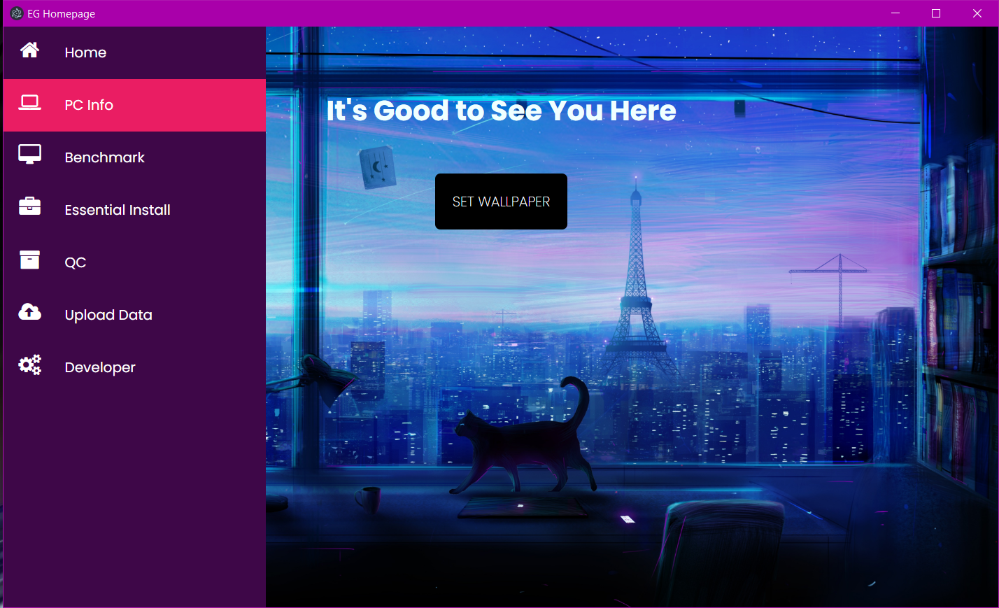 EG Homepage
Home
PC Info
Benchmark
Essential Install
QC
Upload Data
Developer
It's Good to See You Here
SET WALLPAPER